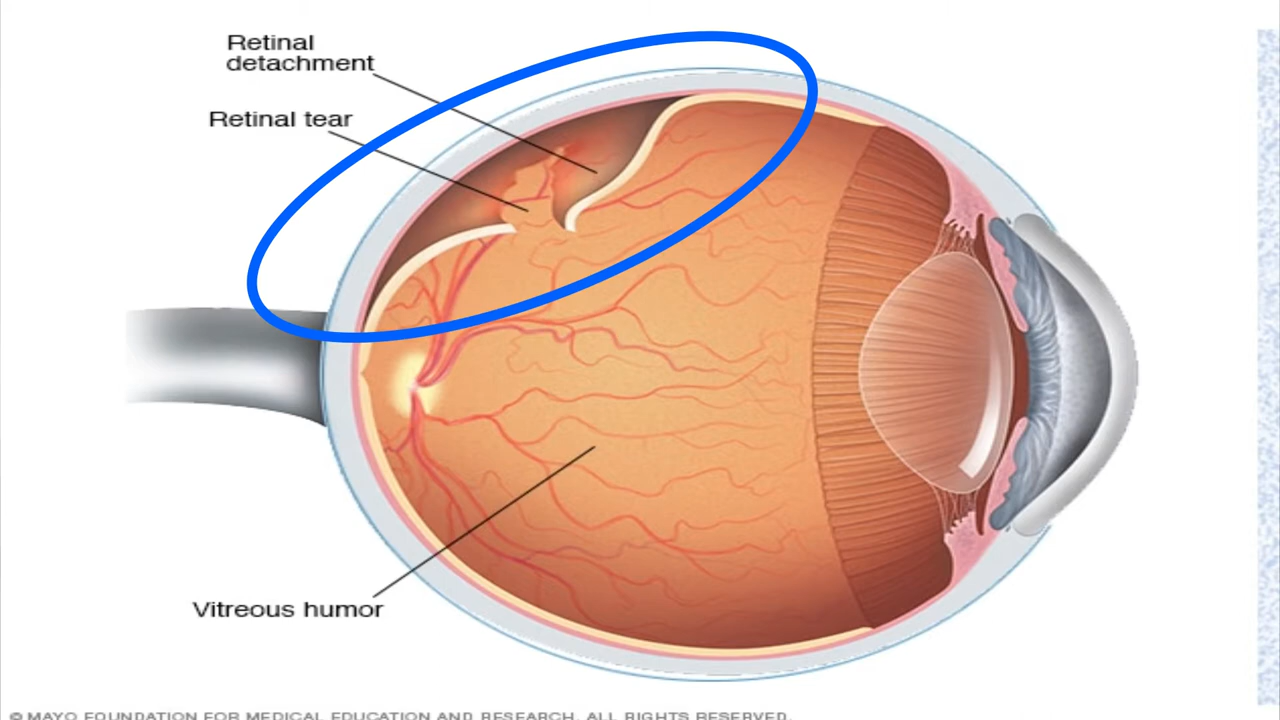 Retinal
detachment
Retinal tear
Vitreous humor
© MAYO FOUNDATION FOR MEDICAL EDUCATION AND RESEARCH. ALL RIGHTS RESERVED.